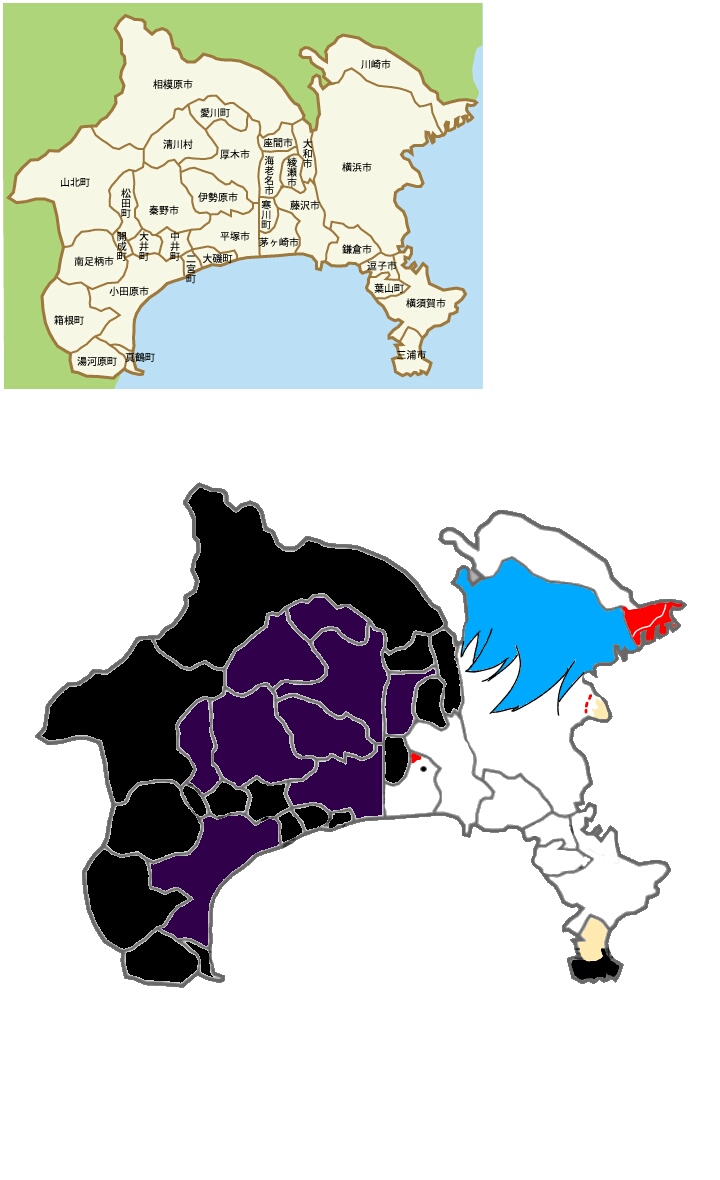 川崎市
相模原市
愛川町
清川村
座間市
大和市
厚木市
海老名市
綾瀬市
横浜市
山北町
松田町
秦野市
伊勢原市
寒川町
藤沢市
開成町
大井町
中井町
平塚市
茅ヶ崎市
鎌倉市
南足柄市
二宮町
大磯町
逗子市
小田原市
葉山町
横須賀市
箱根町
湯河原町
真鶴町
三浦市